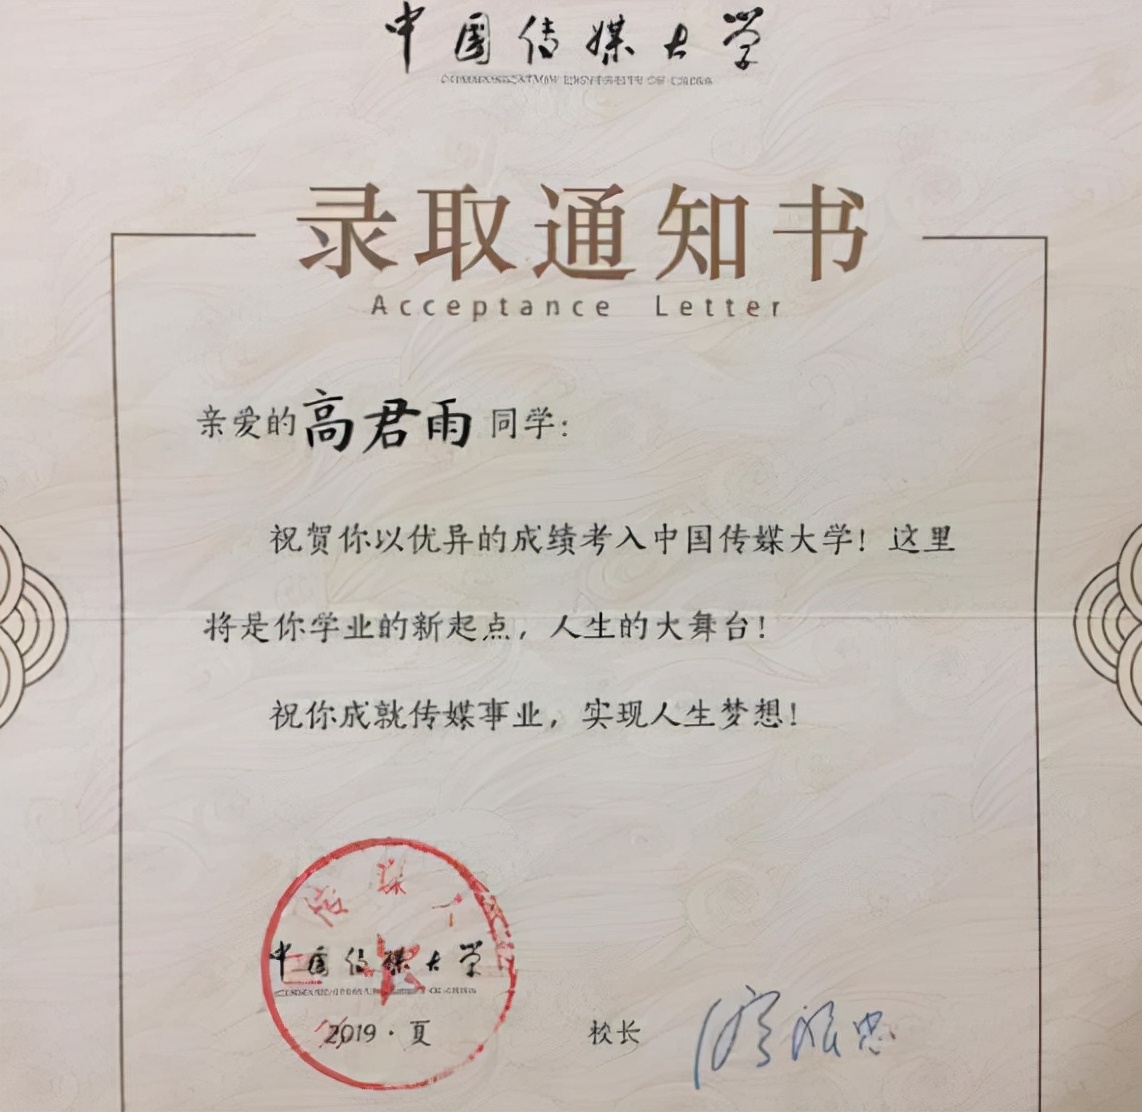 中国传媒大学
录取通知书
Acceptance Letter
亲爱的高君雨同学:
祝贺你以优异的成绩考入中国传媒大学!这里
将是你学业的新起点,人生的大舞台!
祝你成就传媒事业,实现人生梦想!
传媒
中国传媒大学
2019·夏
校长